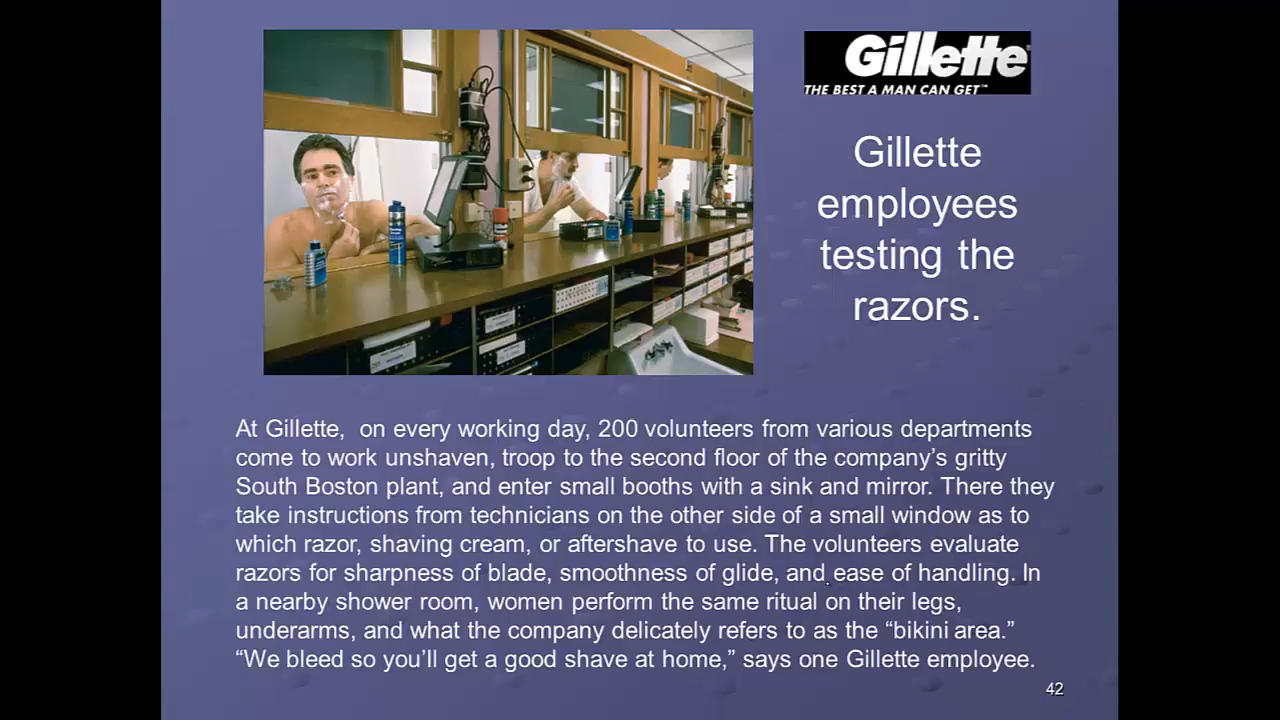 Gillette
THE BEST A MAN CAN GET™
Gillette
employees
testing the
razors.
At Gillette,  on every working day, 200 volunteers from various departments
come to work unshaven, troop to the second floor of the company’s gritty
South Boston plant, and enter small booths with a sink and mirror. There they
take instructions from technicians on the other side of a small window as to
which razor, shaving cream, or aftershave to use. The volunteers evaluate
razors for sharpness of blade, smoothness of glide, and ease of handling. In
a nearby shower room, women perform the same ritual on their legs,
underarms, and what the company delicately refers to as the “bikini area.”
“We bleed so you’ll get a good shave at home,” says one Gillette employee.
42